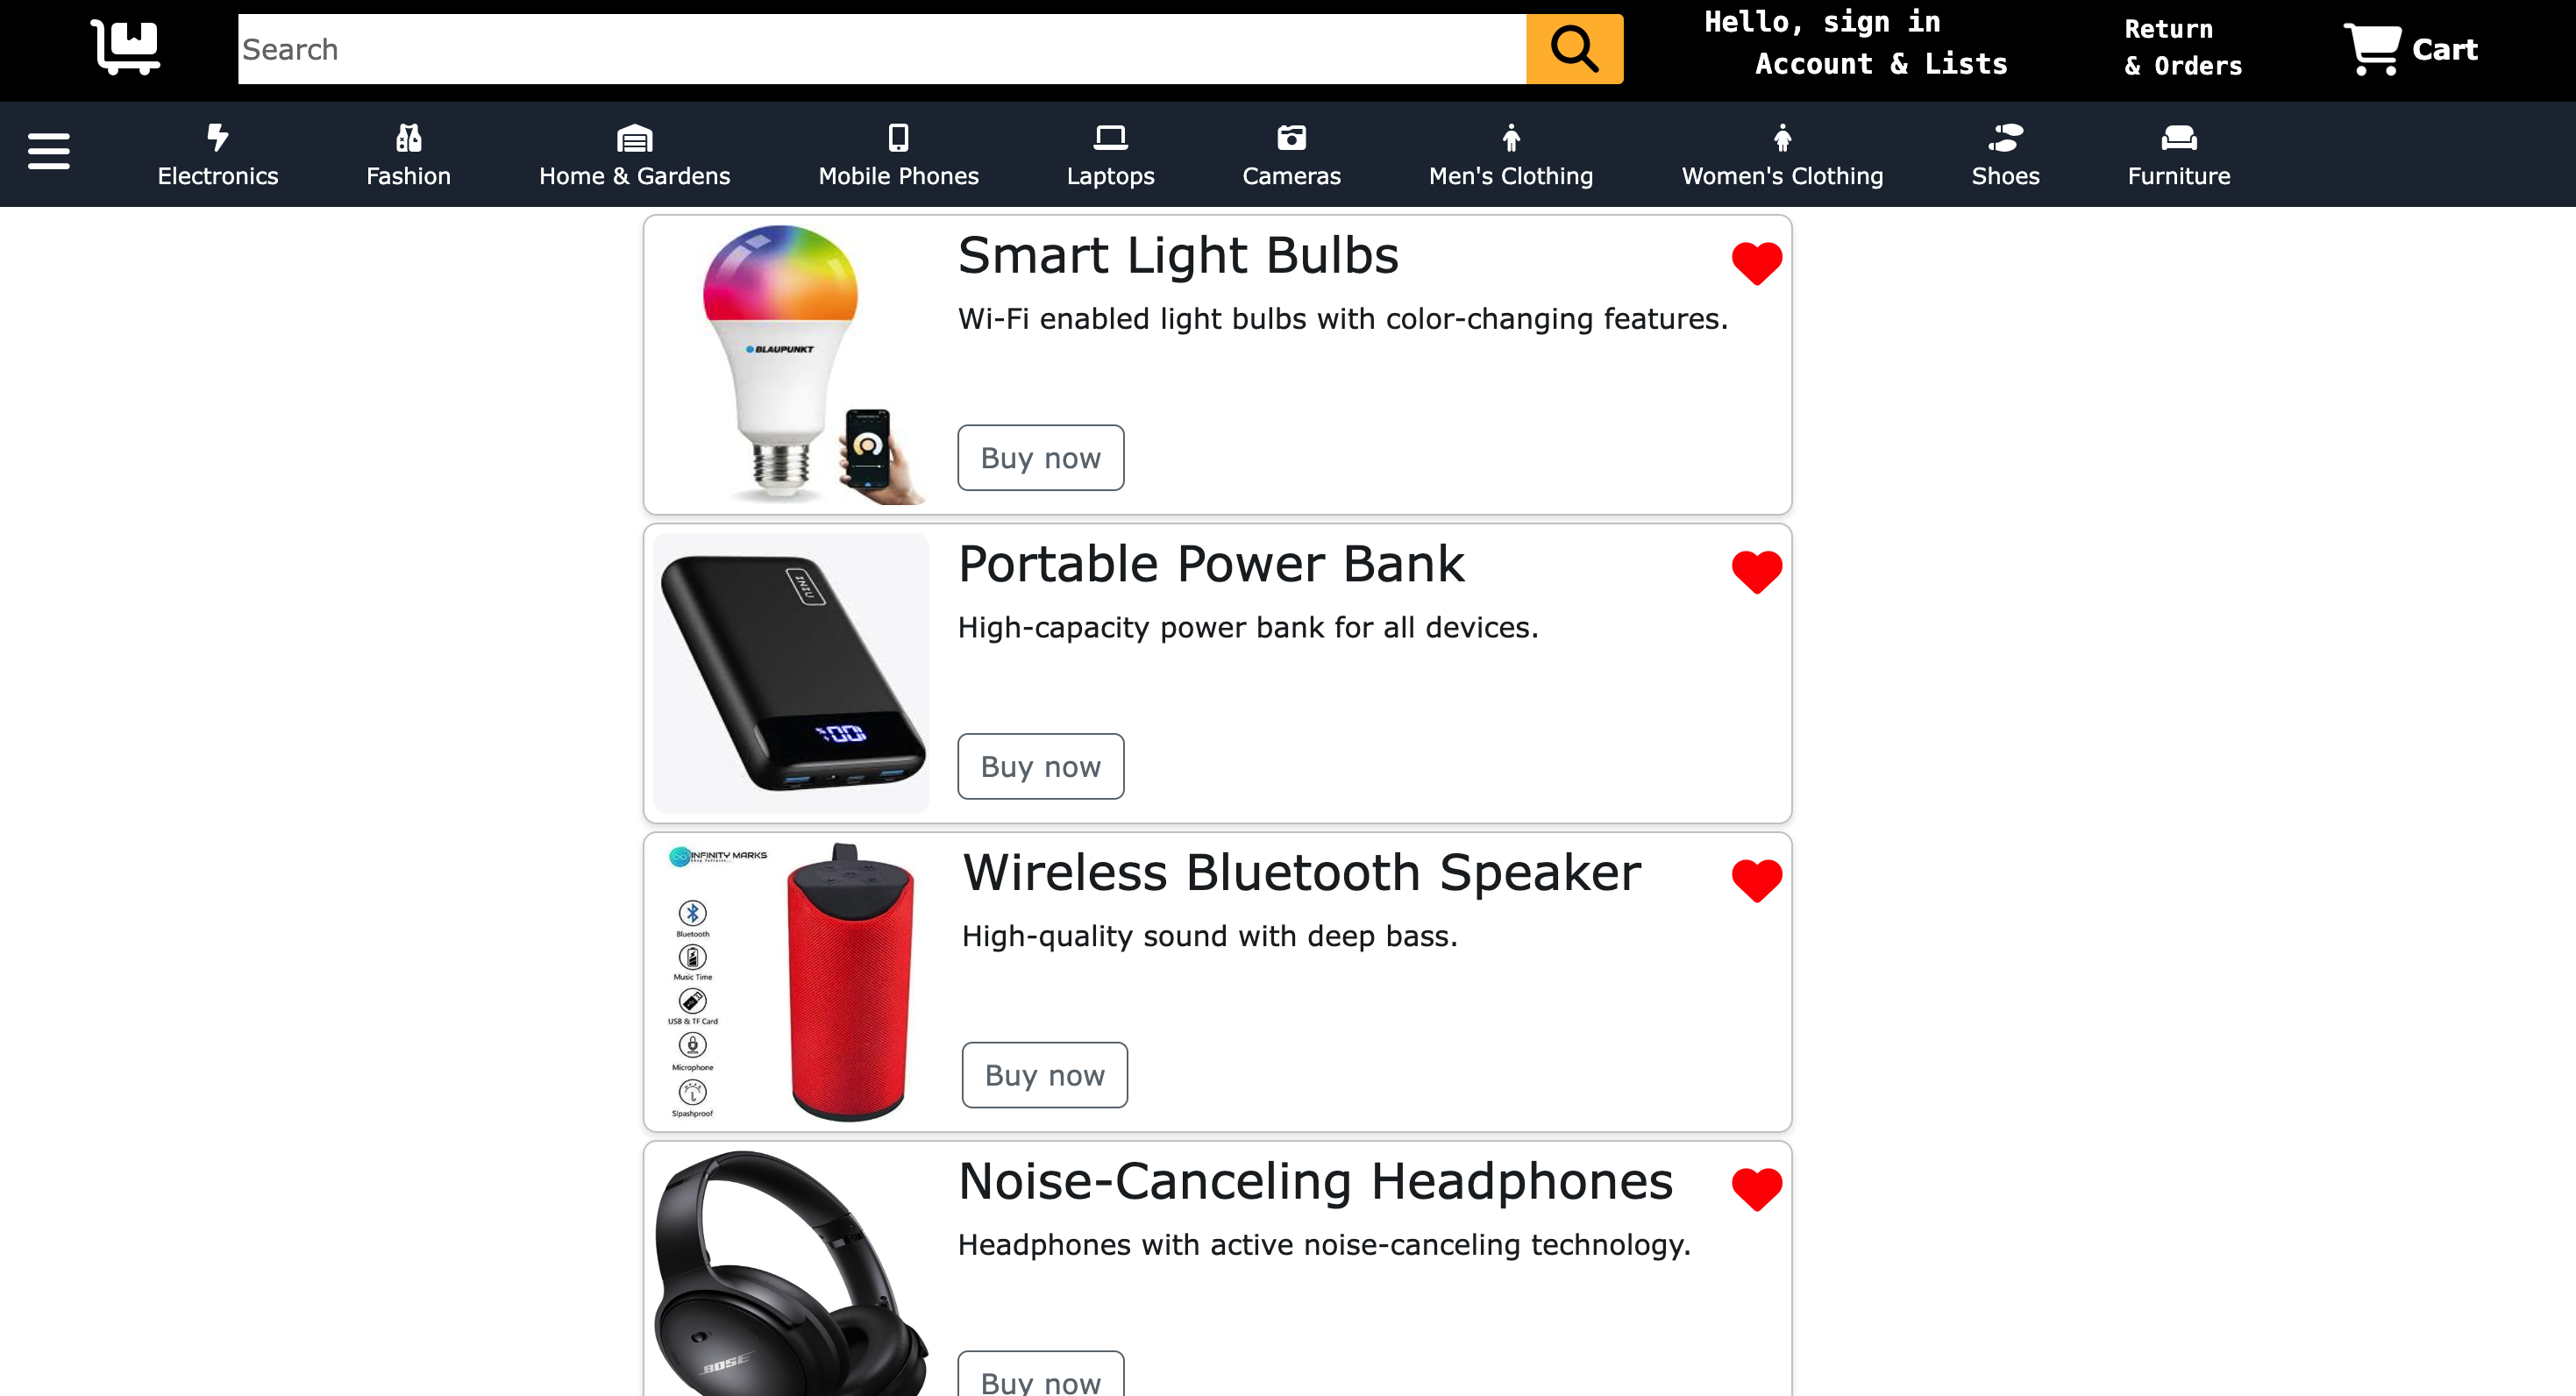 Search
Hello, sign in
Account & Lists
Return
& Orders
Cart
Electronics
Fashion
Home & Gardens
Mobile Phones
Laptops
Cameras
Men's Clothing
Women's Clothing
Shoes
Furniture
Smart Light Bulbs
Wi-Fi enabled light bulbs with color-changing features.
BLAUPUNKT
Buy now
Portable Power Bank
INIU
High-capacity power bank for all devices.
Buy now
INFINITY MARKS
Wireless Bluetooth Speaker
High-quality sound with deep bass.
Bluetooth
Music Time
USB & TF Card
Microphone
Slpashproof
Buy now
Noise-Canceling Headphones
Headphones with active noise-canceling technology.
BOSE
Buy now